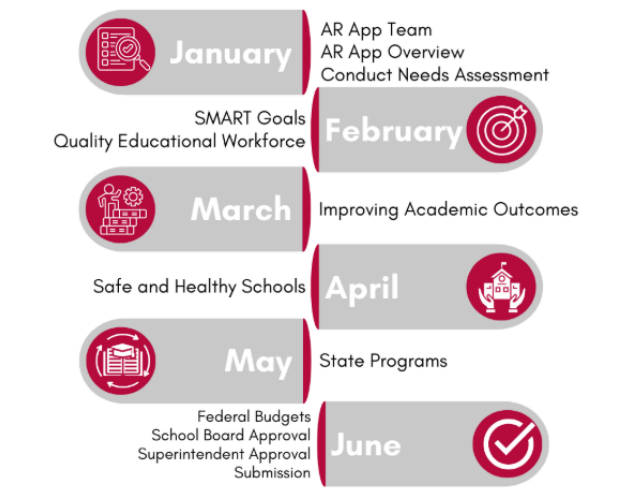 January
AR App Team
AR App Overview
Conduct Needs Assessment
SMART Goals
Quality Educational Workforce
February
March
Improving Academic Outcomes
Safe and Healthy Schools
April
May
State Programs
Federal Budgets
School Board Approval
Superintendent Approval
Submission
June